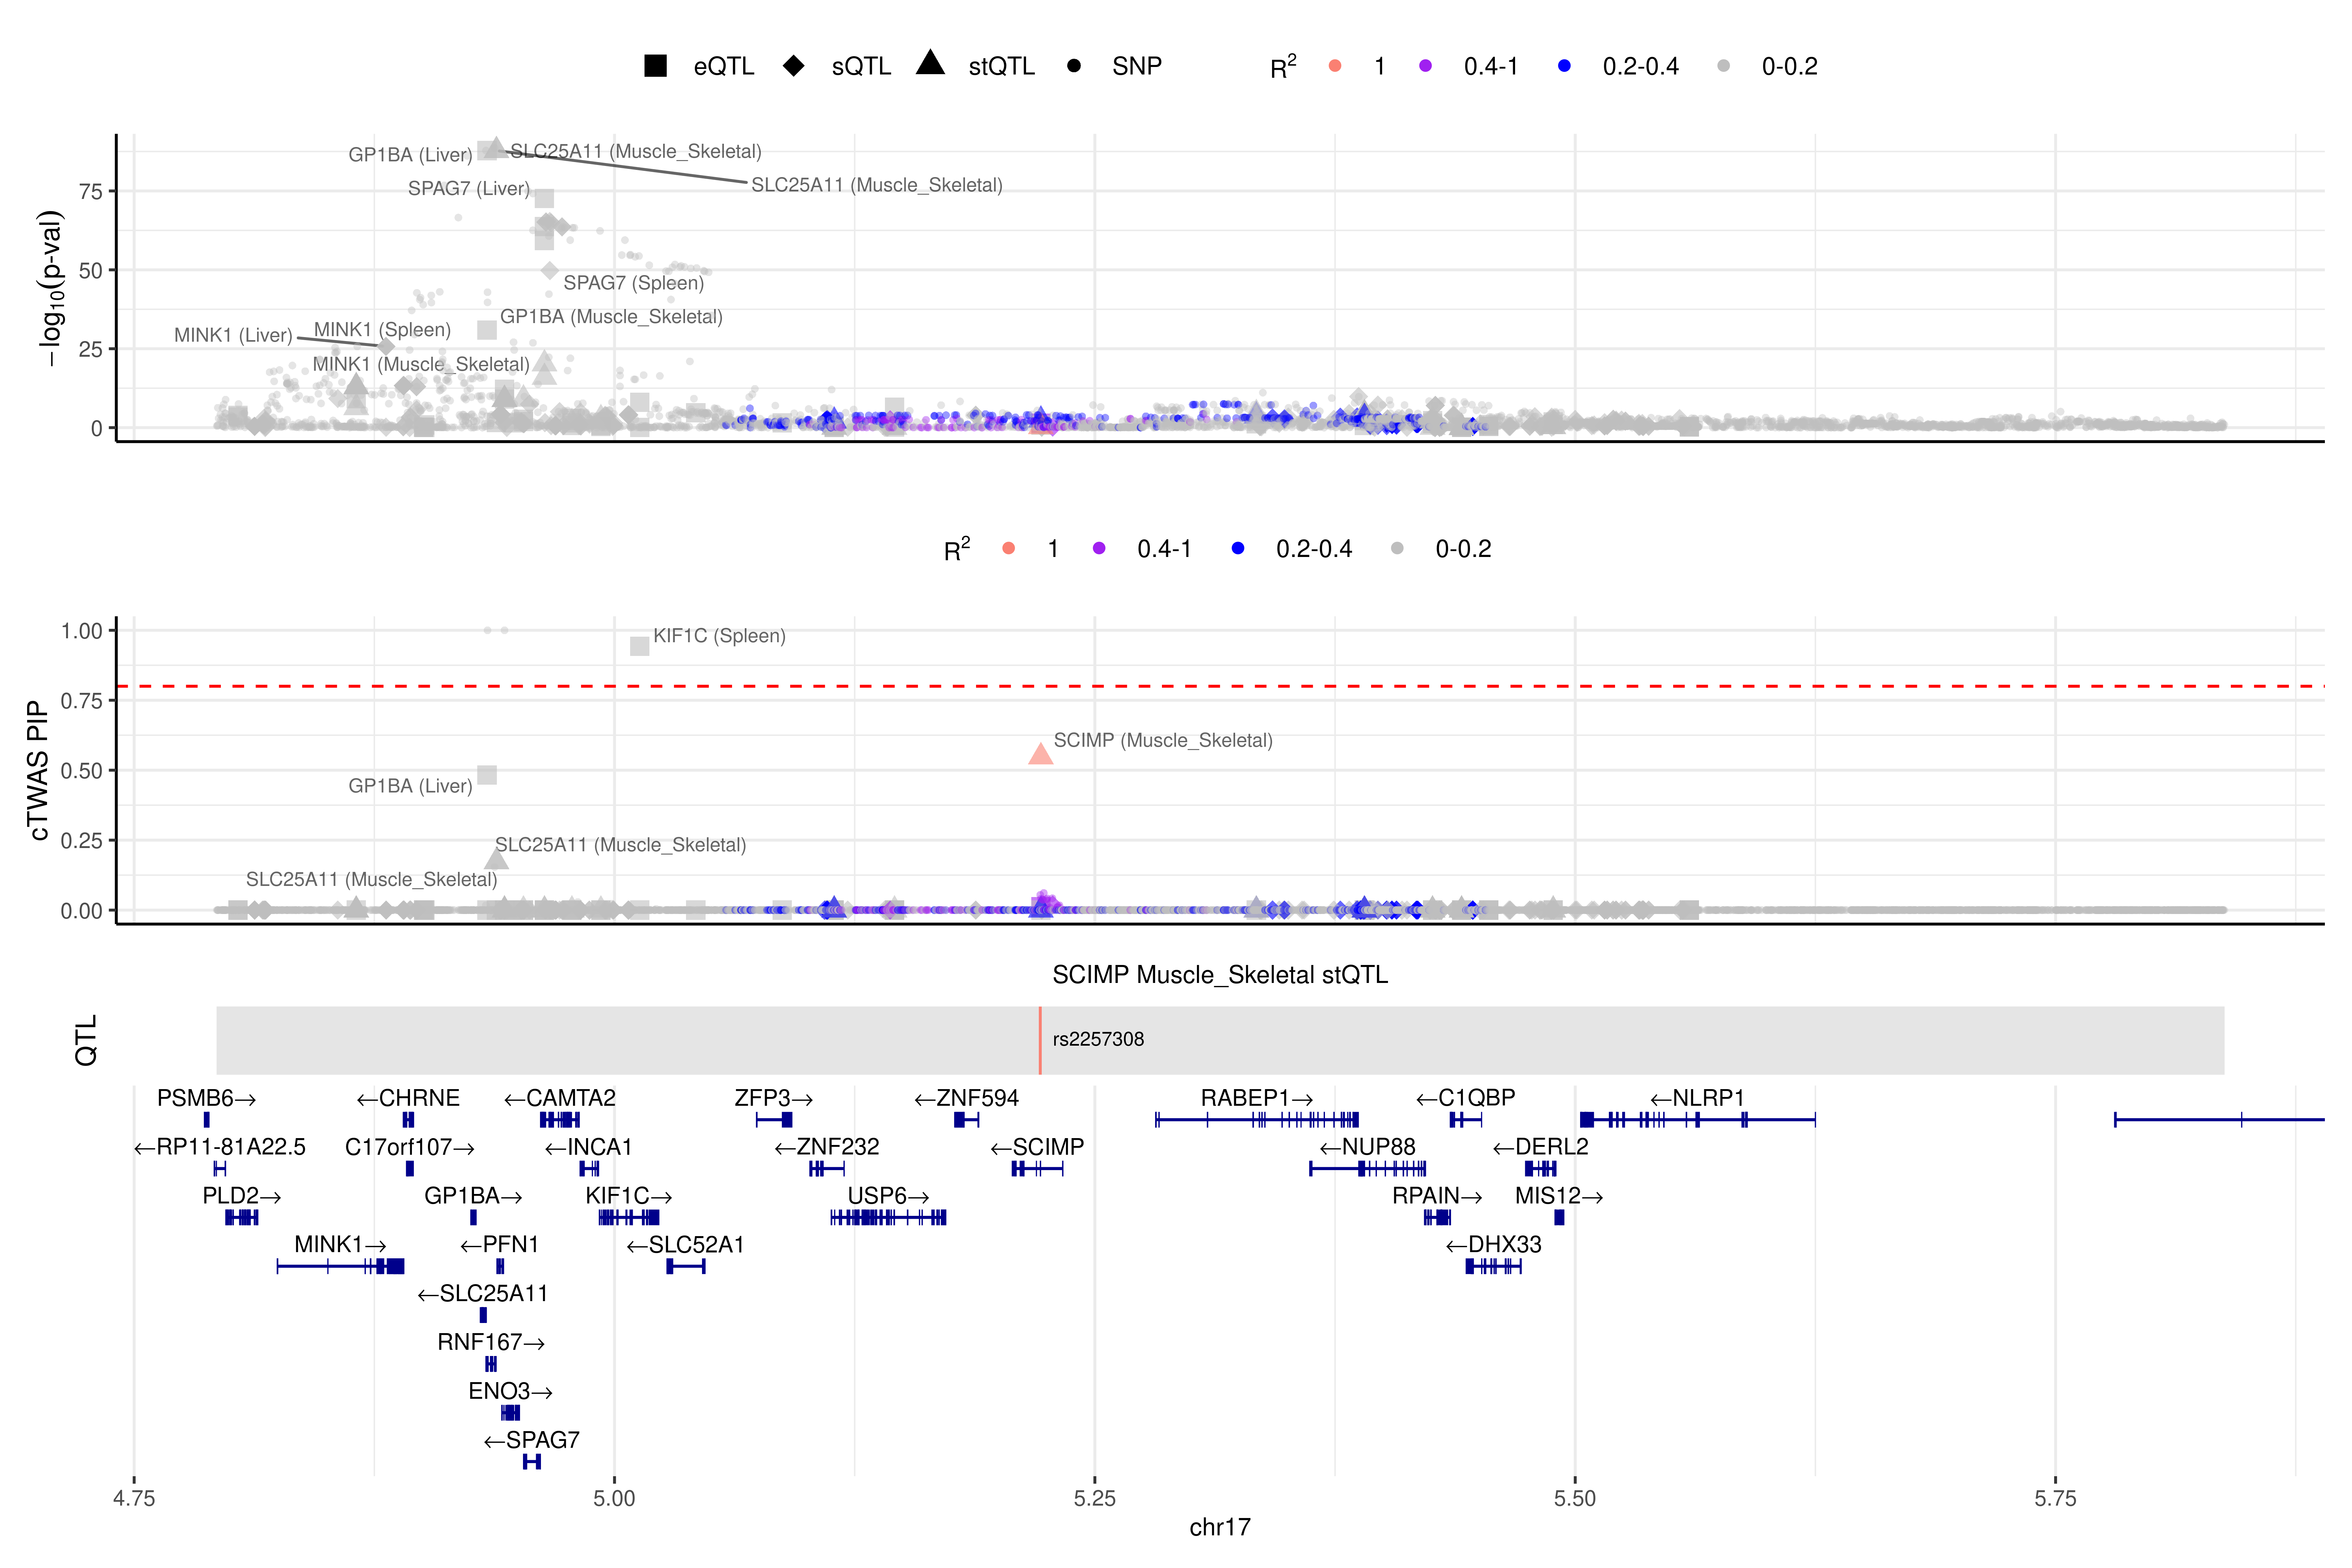 eQTL sQTL stQTL SNP R2 1 0.4-1 0.2-0.4 0-0.2
−log10(p-val)
75
50
25
0
GP1BA (Liver)
SLC25A11 (Muscle_Skeletal)
SLC25A11 (Muscle_Skeletal)
SPAG7 (Liver)
SPAG7 (Spleen)
GP1BA (Muscle_Skeletal)
MINK1 (Liver)
MINK1 (Spleen)
MINK1 (Muscle_Skeletal)
R2 1 0.4-1 0.2-0.4 0-0.2
cTWAS PIP
1.00
0.75
0.50
0.25
0.00
KIF1C (Spleen)
SCIMP (Muscle_Skeletal)
GP1BA (Liver)
SLC25A11 (Muscle_Skeletal)
SLC25A11 (Muscle_Skeletal)
SCIMP Muscle_Skeletal stQTL
QTL
rs2257308
PSMB6→ ←CHRNE ←CAMTA2 ZFP3→ ←ZNF594 RABEP1→ ←C1QBP ←NLRP1
←RP11-81A22.5 C17orf107→ ←INCA1 ←ZNF232 ←SCIMP ←NUP88 ←DERL2
PLD2→ GP1BA→ KIF1C→ USP6→ RPAIN→ MIS12→
MINK1→ ←PFN1 ←SLC52A1 ←DHX33
←SLC25A11
RNF167→
ENO3→
←SPAG7
4.75 5.00 5.25 5.50 5.75
chr17